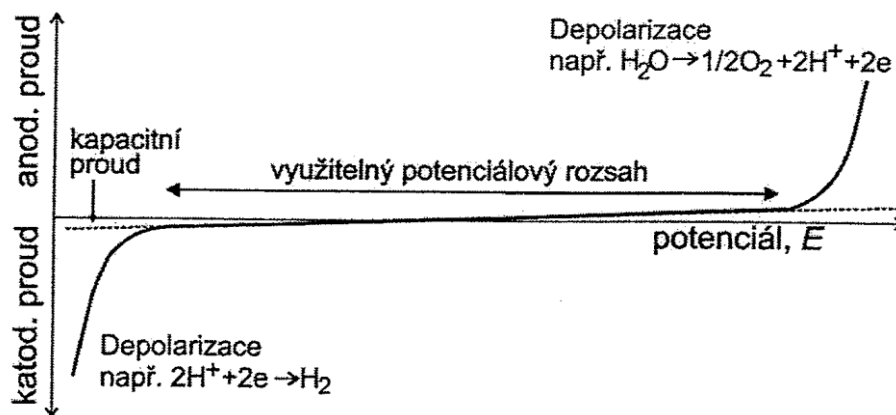 Depolarizace
např. H₂O→1/2O₂+2H⁺+2e
anod. proud
kapacitní
proud
využitelný potenciálový rozsah
potenciál, E
katod. proud
Depolarizace
např. 2H⁺+2e→H₂